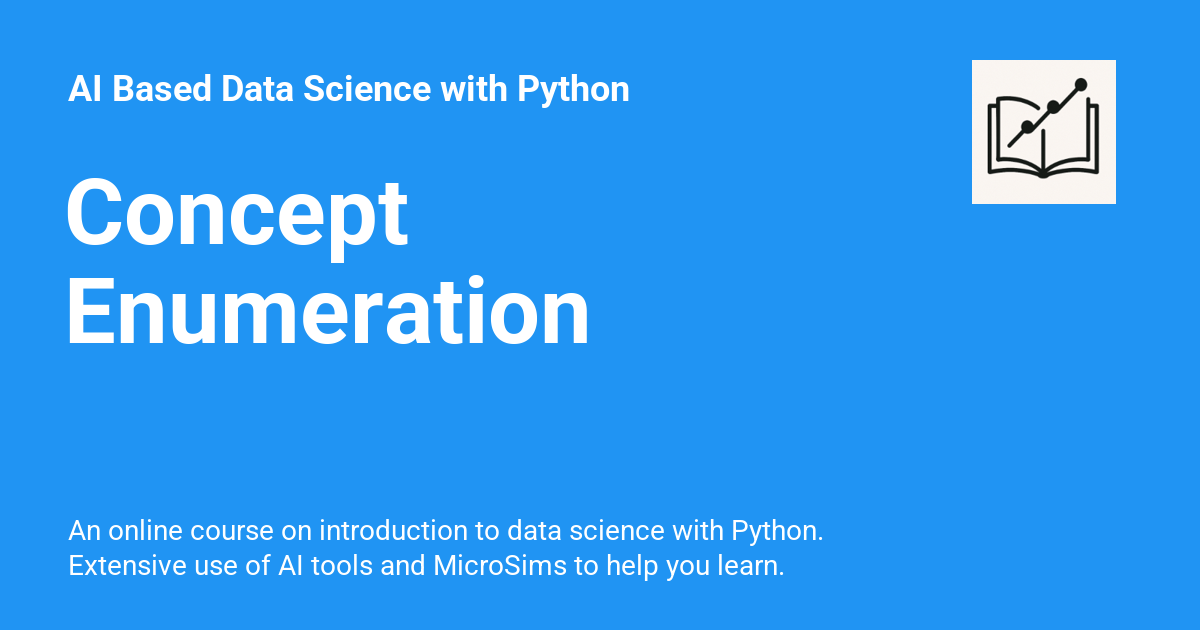 AI Based Data Science with Python
Concept
Enumeration
An online course on introduction to data science with Python.
Extensive use of AI tools and MicroSims to help you learn.